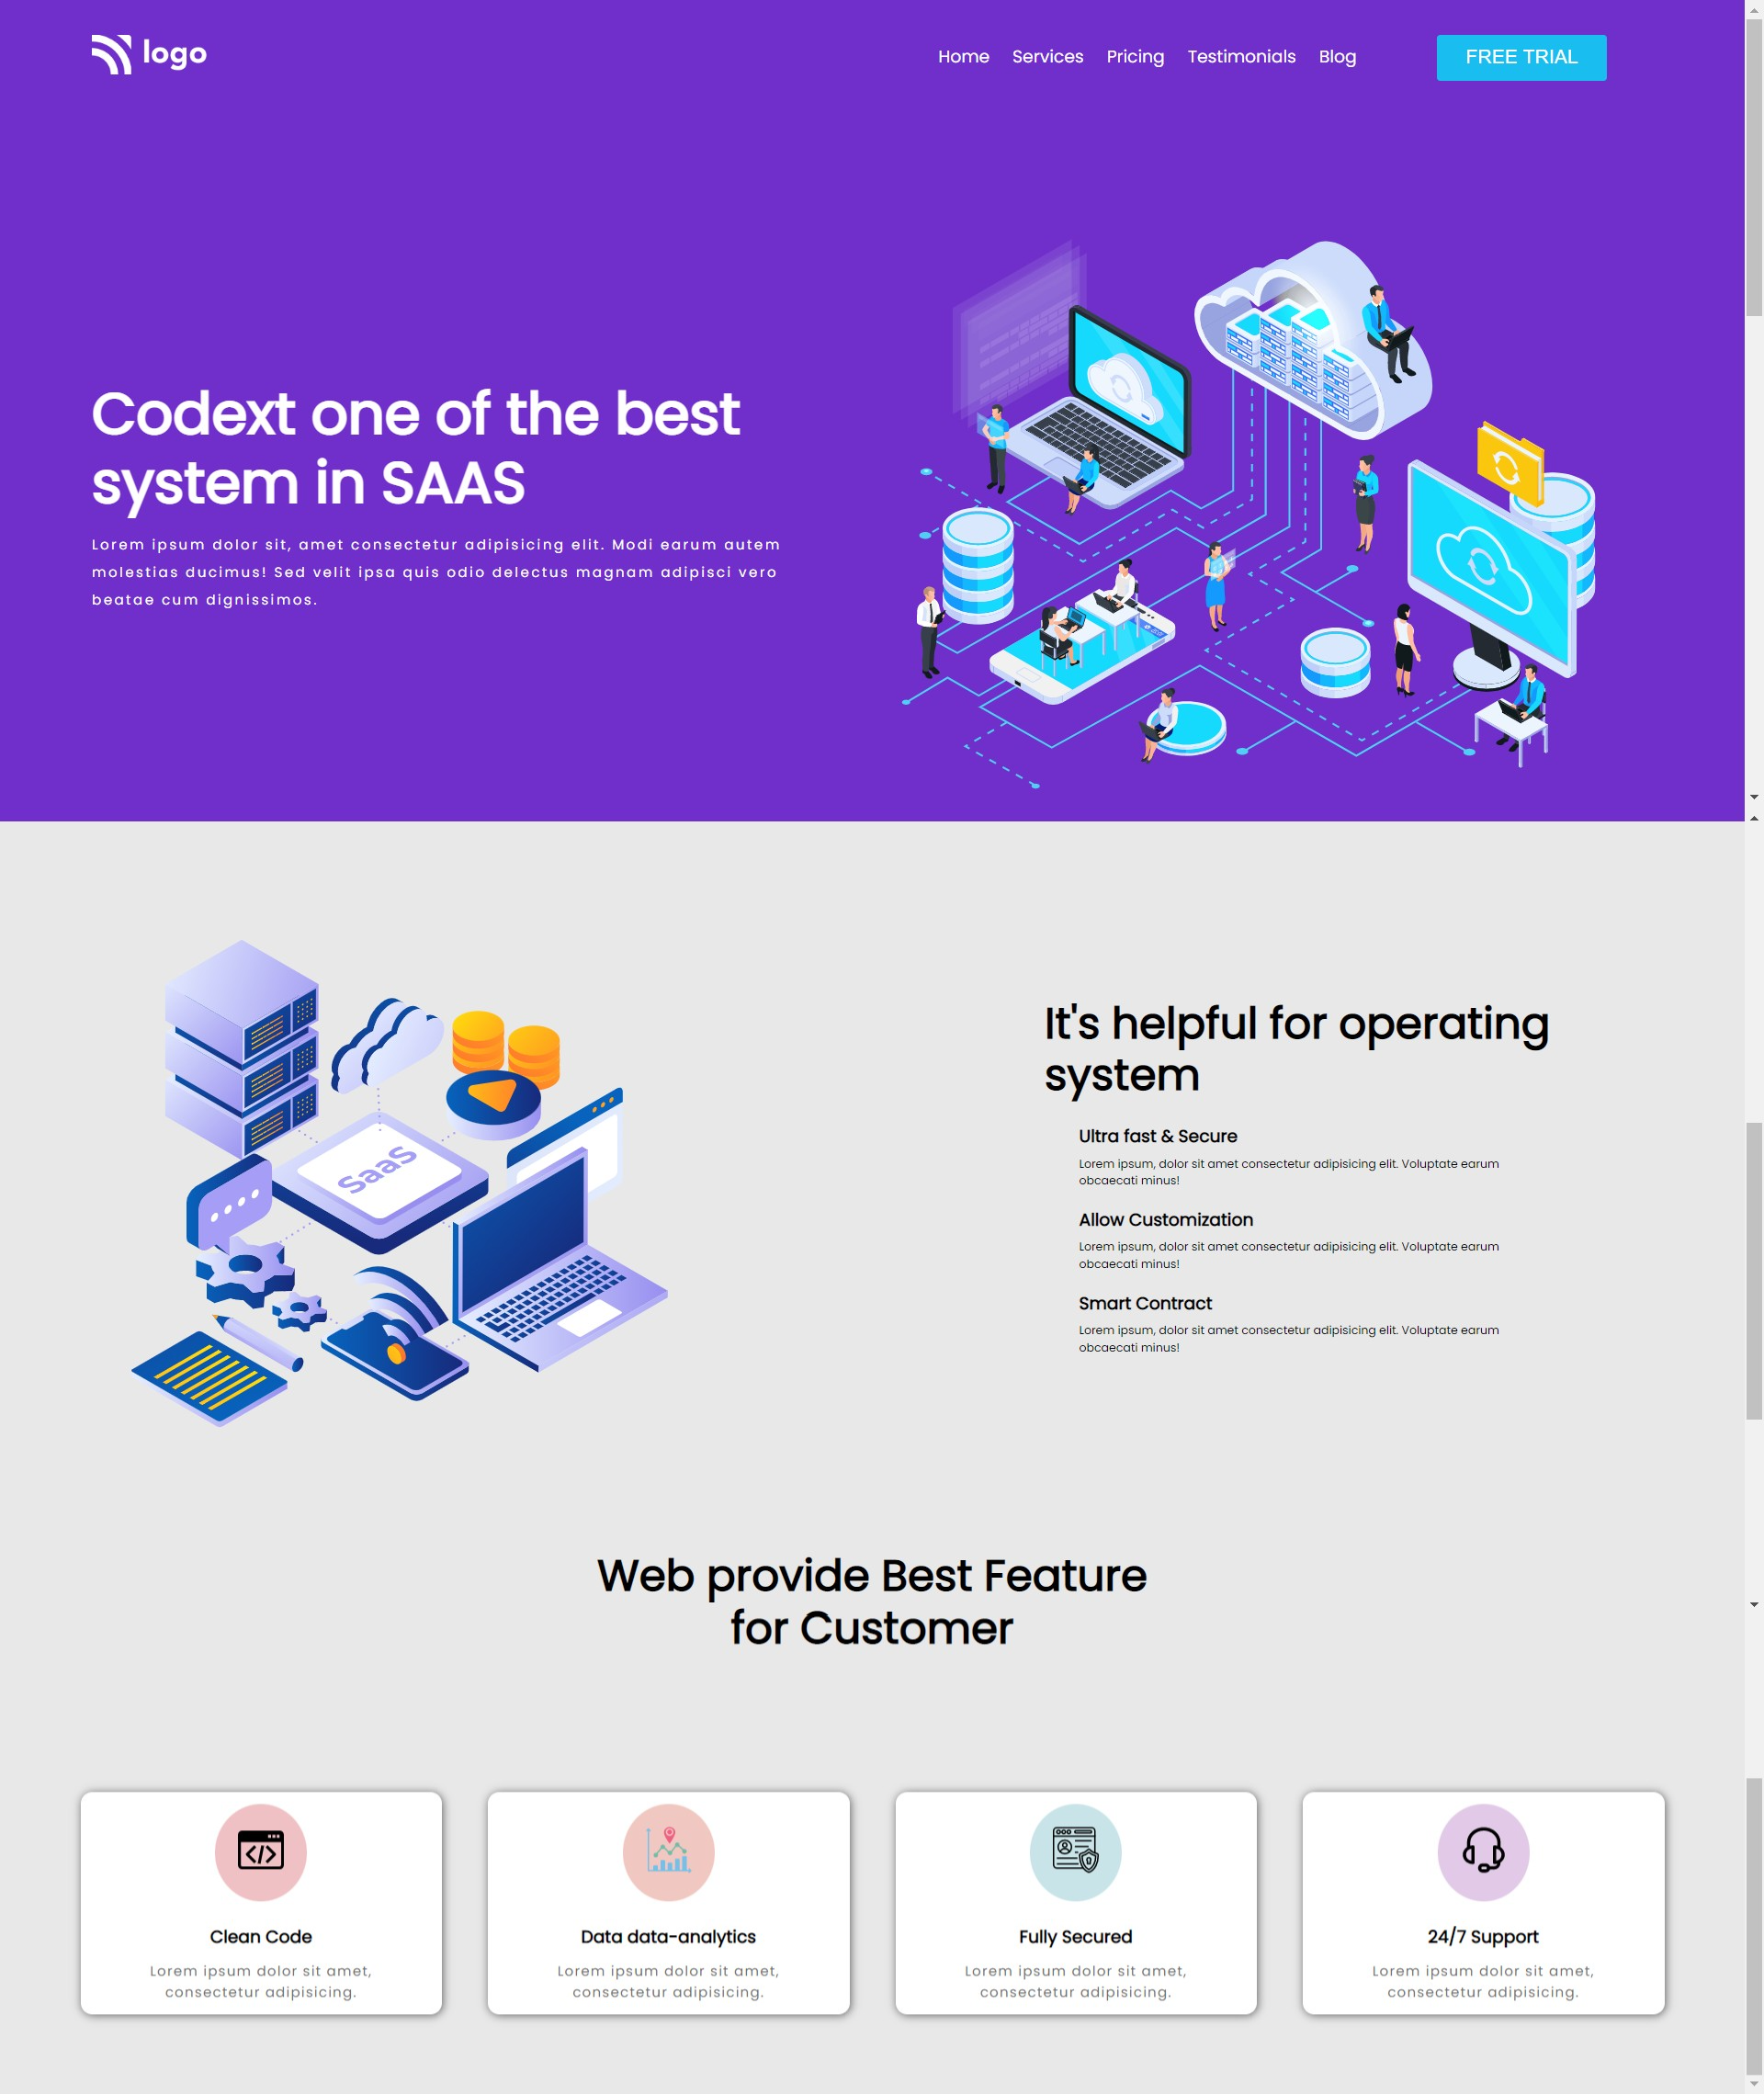 logo
Home Services Pricing Testimonials Blog FREE TRIAL
Codext one of the best
system in SAAS
Lorem ipsum dolor sit, amet consectetur adipisicing elit. Modi earum autem
molestias ducimus! Sed velit ipsa quis odio delectus magnam adipisci vero
beatae cum dignissimos.
SaaS
It's helpful for operating
system
Ultra fast & Secure
Lorem ipsum, dolor sit amet consectetur adipisicing elit. Voluptate earum
obcaecati minus!
Allow Customization
Lorem ipsum, dolor sit amet consectetur adipisicing elit. Voluptate earum
obcaecati minus!
Smart Contract
Lorem ipsum, dolor sit amet consectetur adipisicing elit. Voluptate earum
obcaecati minus!
Web provide Best Feature
for Customer
Clean Code
Lorem ipsum dolor sit amet,
consectetur adipisicing.
Data data-analytics
Lorem ipsum dolor sit amet,
consectetur adipisicing.
Fully Secured
Lorem ipsum dolor sit amet,
consectetur adipisicing.
24/7 Support
Lorem ipsum dolor sit amet,
consectetur adipisicing.